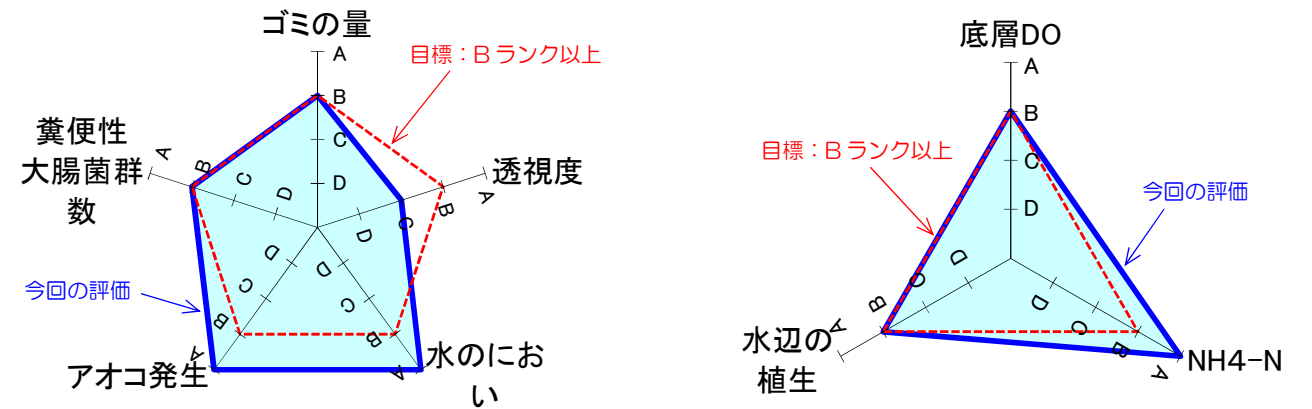 ゴミの量
A
B
C
D
目標：Bランク以上
透視度
A
B
C
D
水のにお
い
A
B
C
D
アオコ発生
A
B
C
D
糞便性
大腸菌群
数
A
B
C
D
今回の評価
底層DO
A
B
C
D
目標：Bランク以上
今回の評価
NH4-N
A
B
C
D
水辺の
植生
A
B
C
D